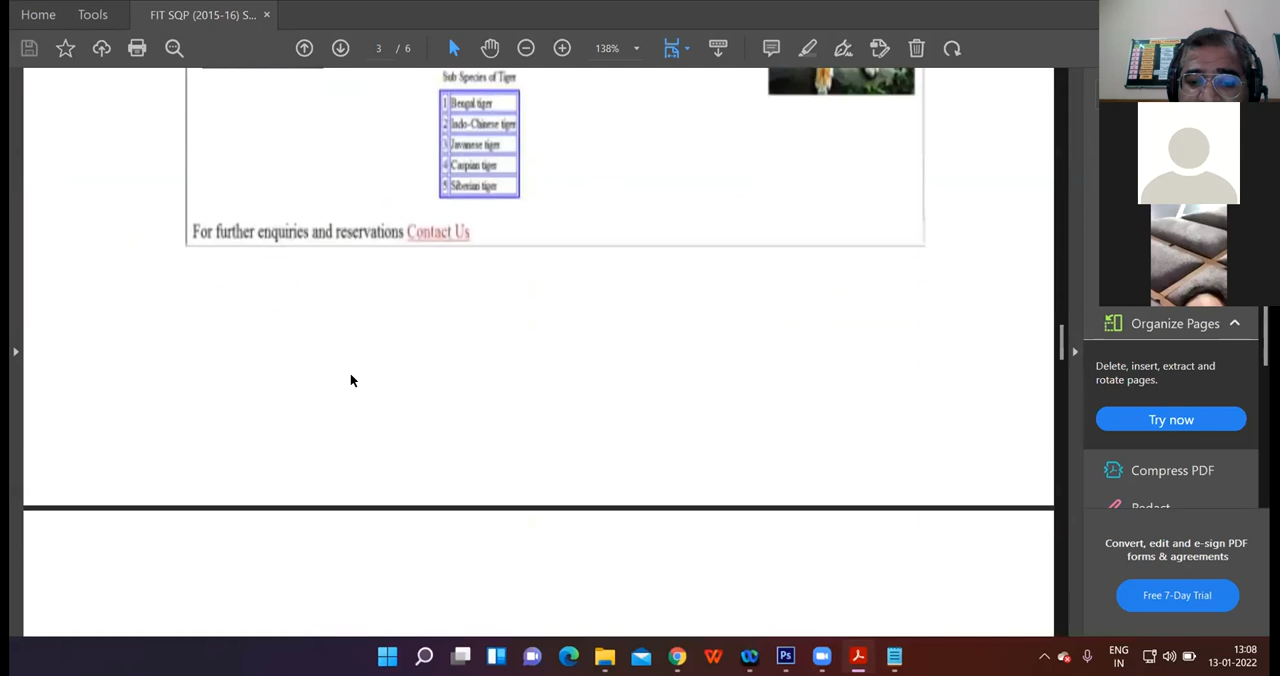 Home
Tools
FIT SQP (2015-16) S... ×
3 / 6
138%
Sub Species of Tiger
1 Bengal tiger
2 Indo-Chinese tiger
3 Javanese tiger
4 Caspian tiger
5 Siberian tiger
For further enquiries and reservations Contact Us
Organize Pages
Delete, insert, extract and
rotate pages.
Try now
Compress PDF
Redact
Convert, edit and e-sign PDF
forms & agreements
Free 7-Day Trial
Ps
ENG
IN
13:08
13-01-2022